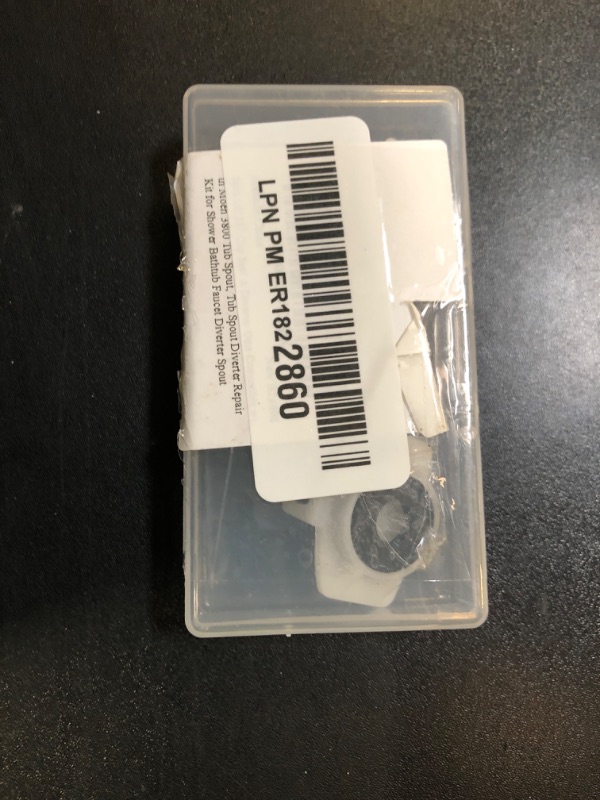 Moen 3800 Tub Spout, Tub Spout Diverter Repair
Kit for Shower Bathtub Faucet Diverter Spout
LPN PM ER1822860